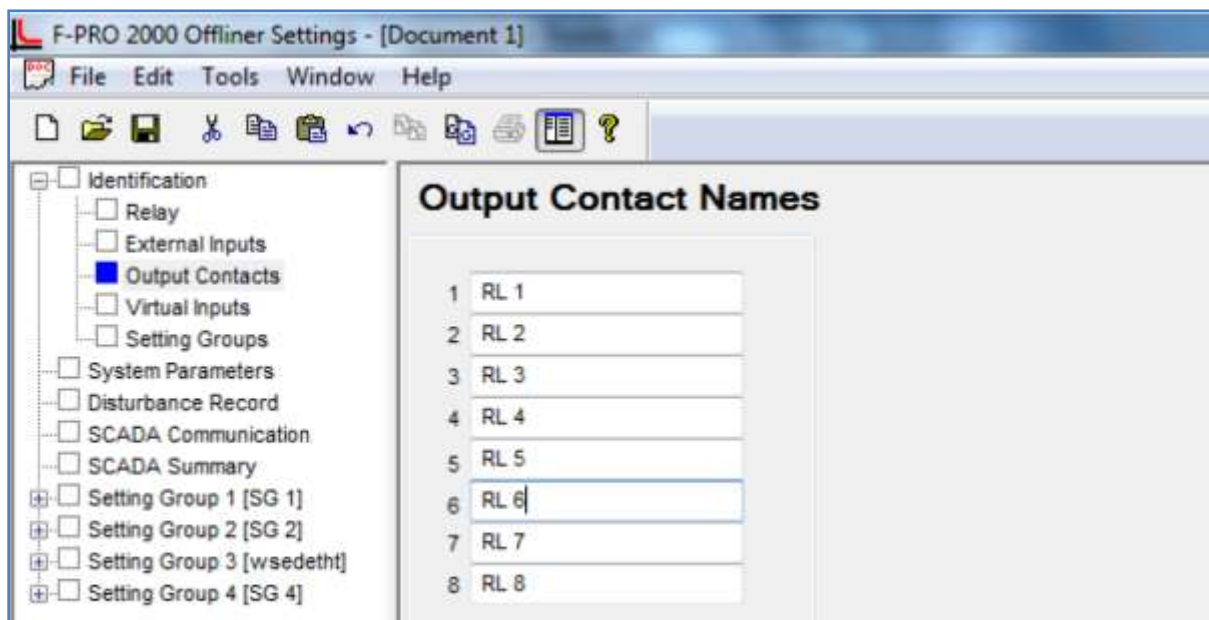 F-PRO 2000 Offliner Settings - [Document 1]
File Edit Tools Window Help
Identification
Relay
External Inputs
Output Contacts
Virtual Inputs
Setting Groups
System Parameters
Disturbance Record
SCADA Communication
SCADA Summary
Setting Group 1 [SG 1]
Setting Group 2 [SG 2]
Setting Group 3 [wsedetht]
Setting Group 4 [SG 4]
Output Contact Names
1 RL 1
2 RL 2
3 RL 3
4 RL 4
5 RL 5
6 RL 6
7 RL 7
8 RL 8